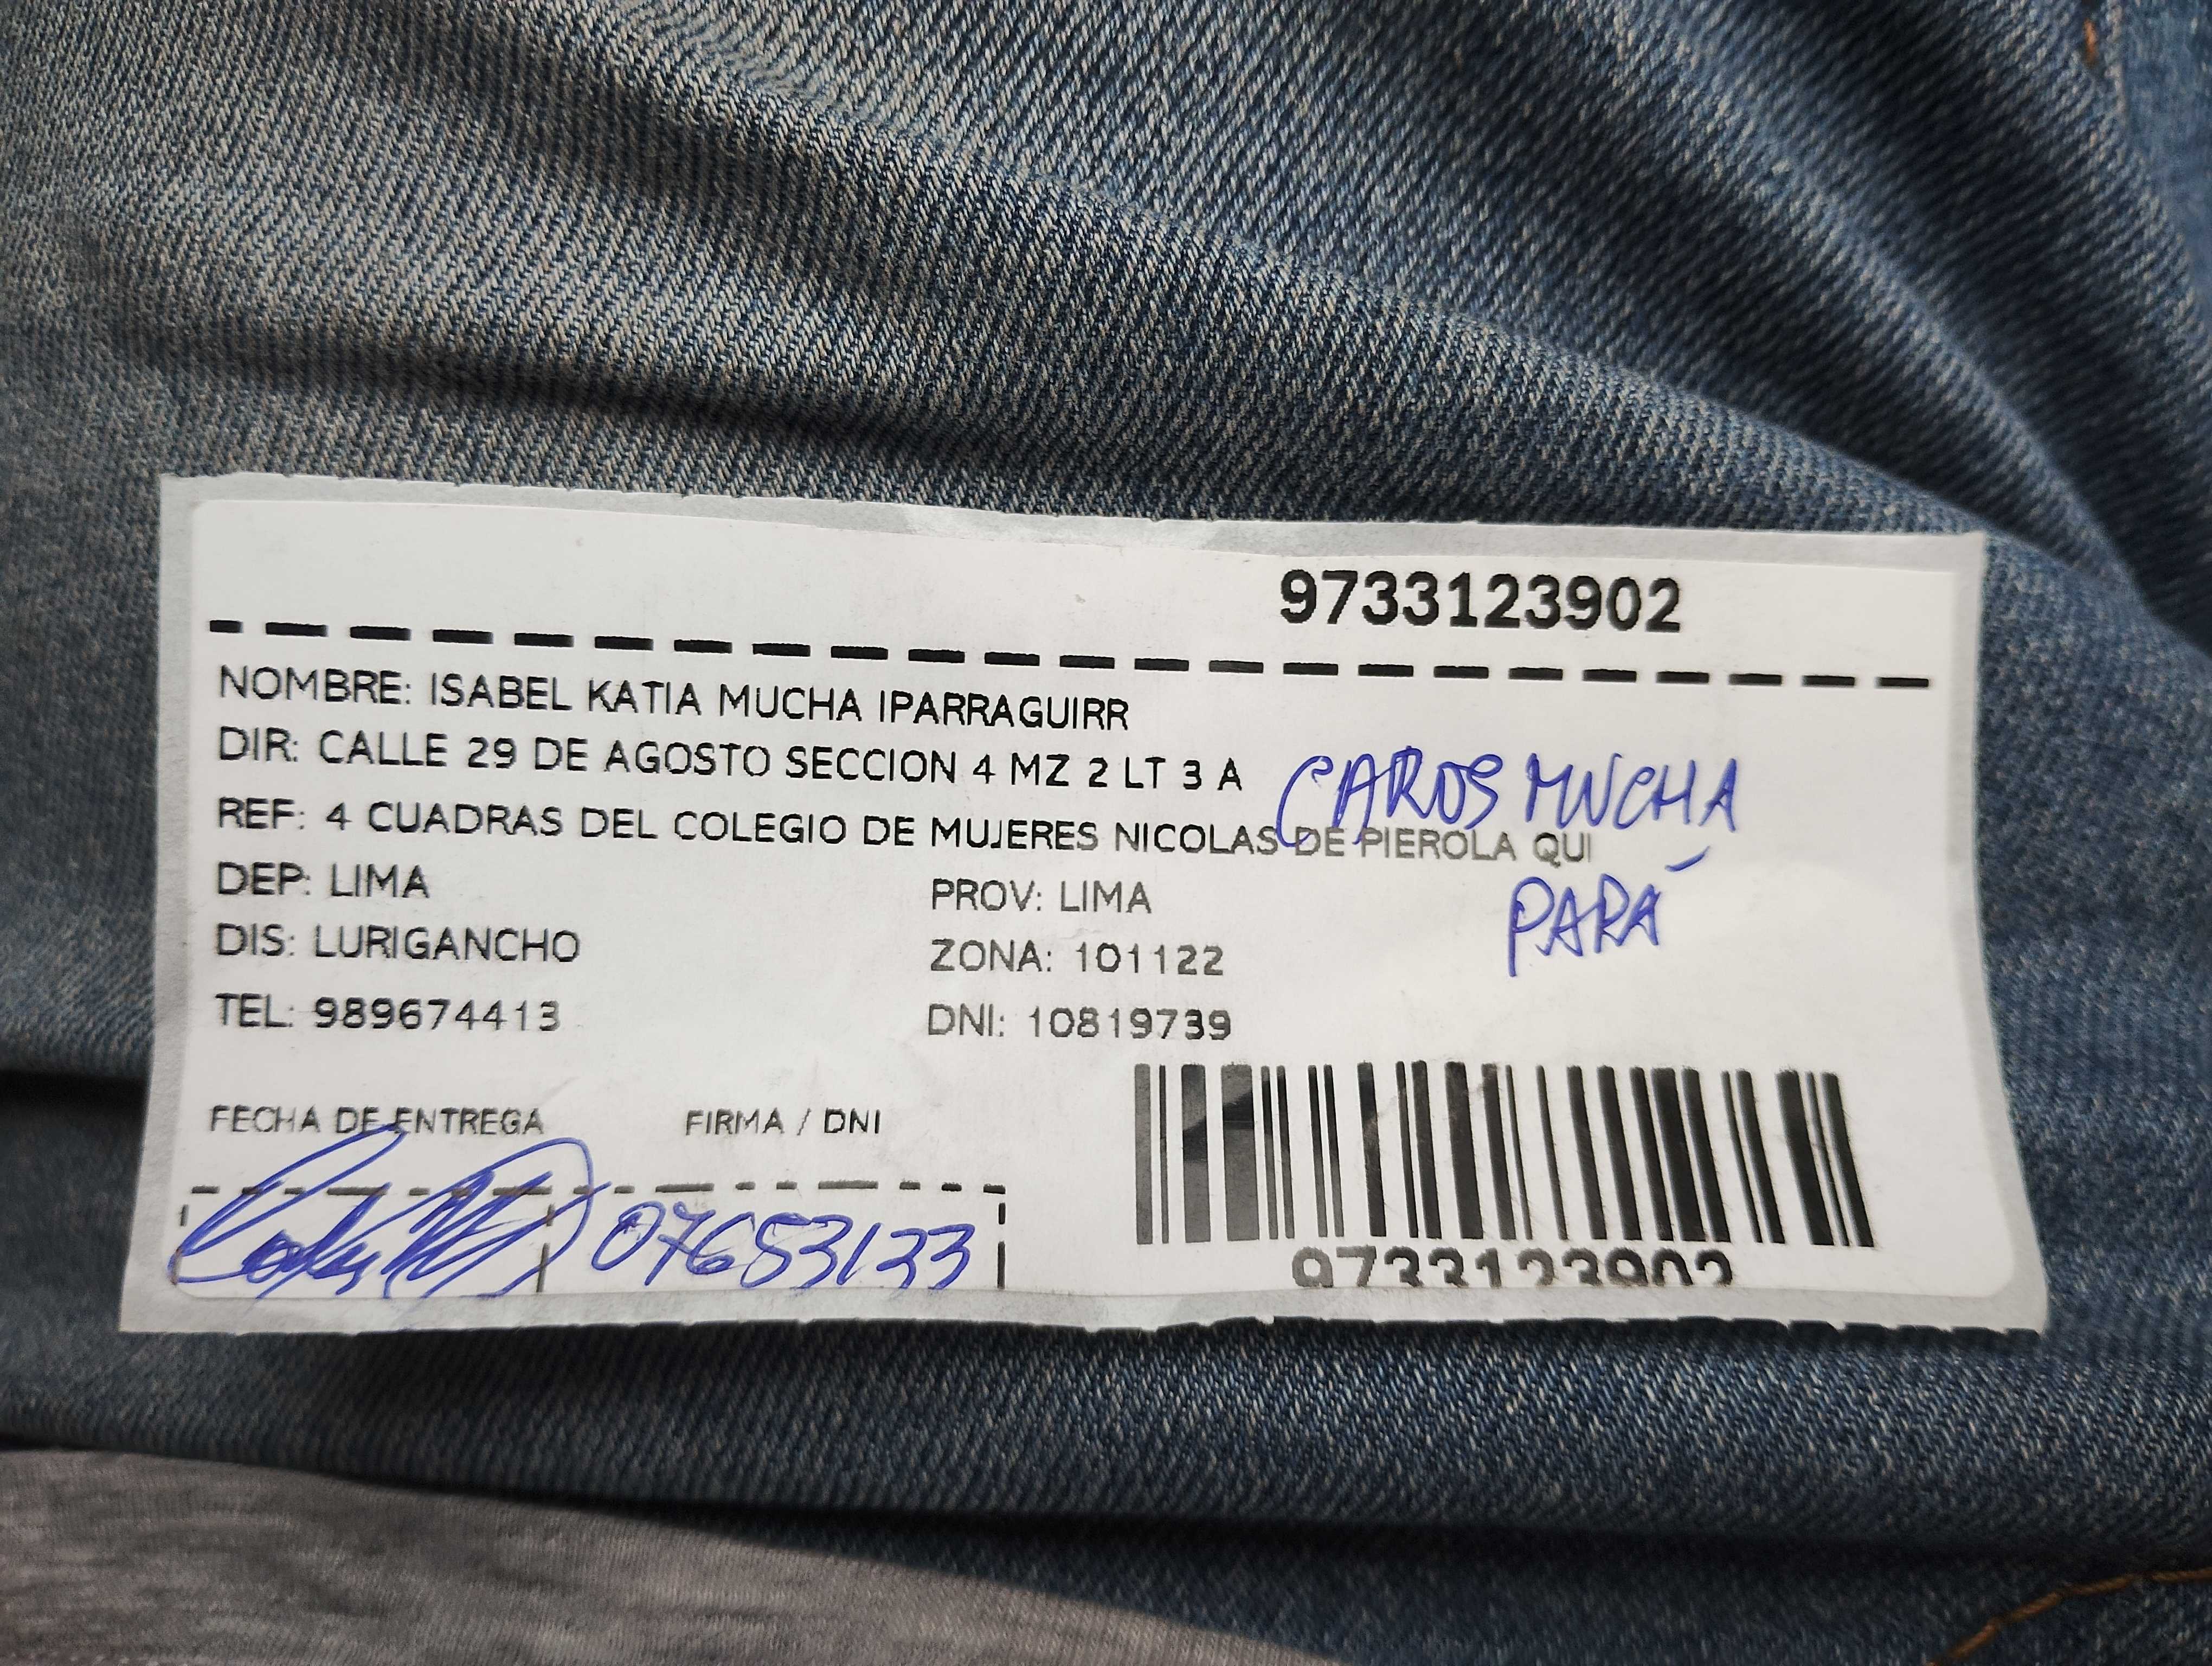 9733123902
NOMBRE: ISABEL KATIA MUCHA IPARRAGUIRR
DIR: CALLE 29 DE AGOSTO SECCION 4 MZ 2 LT 3 A
CAROS MUCHA
REF: 4 CUADRAS DEL COLEGIO DE MUJERES NICOLAS DE PIEROLA QUI
PAPÁ
DEP: LIMA PROV: LIMA
DIS: LURIGANCHO ZONA: 101122
TEL: 989674413 DNI: 10819739
FECHA DE ENTREGA FIRMA / DNI
07653133
9733123902